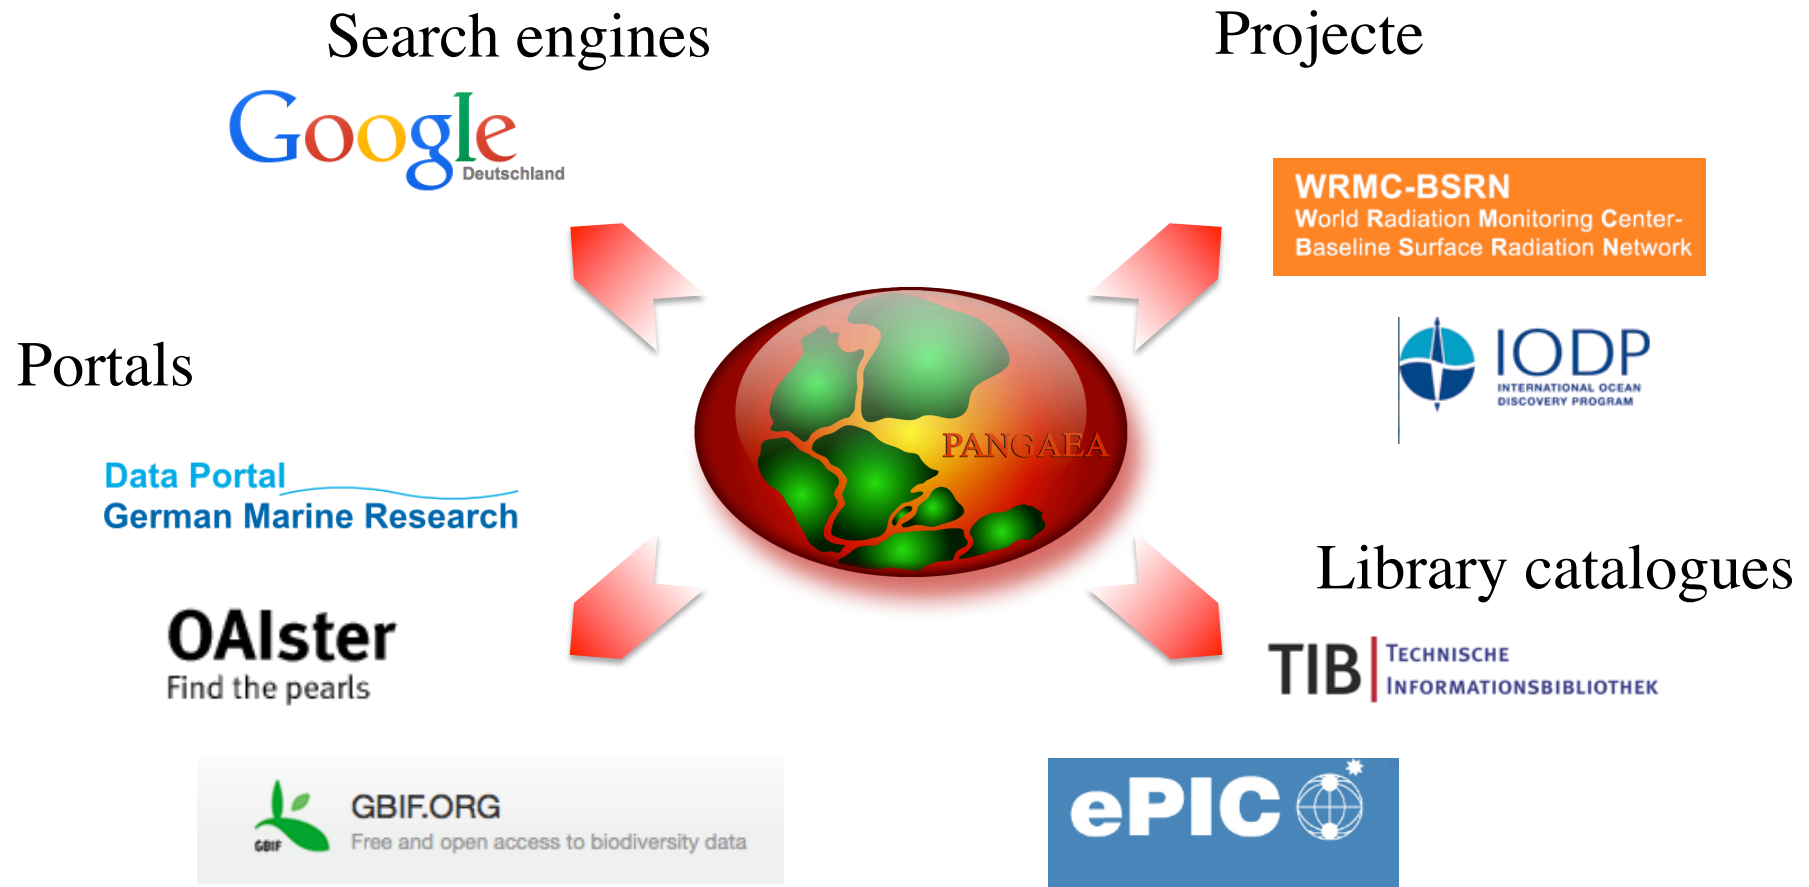 Search engines
Google
Deutschland
Projecte
WRMC-BSRN
World Radiation Monitoring Center-
Baseline Surface Radiation Network
IODP
INTERNATIONAL OCEAN
DISCOVERY PROGRAM
Portals
Data Portal
German Marine Research
OAIster
Find the pearls
GBIF
GBIF.ORG
Free and open access to biodiversity data
PANGAEA
Library catalogues
TIB
TECHNISCHE
INFORMATIONSBIBLIOTHEK
ePIC